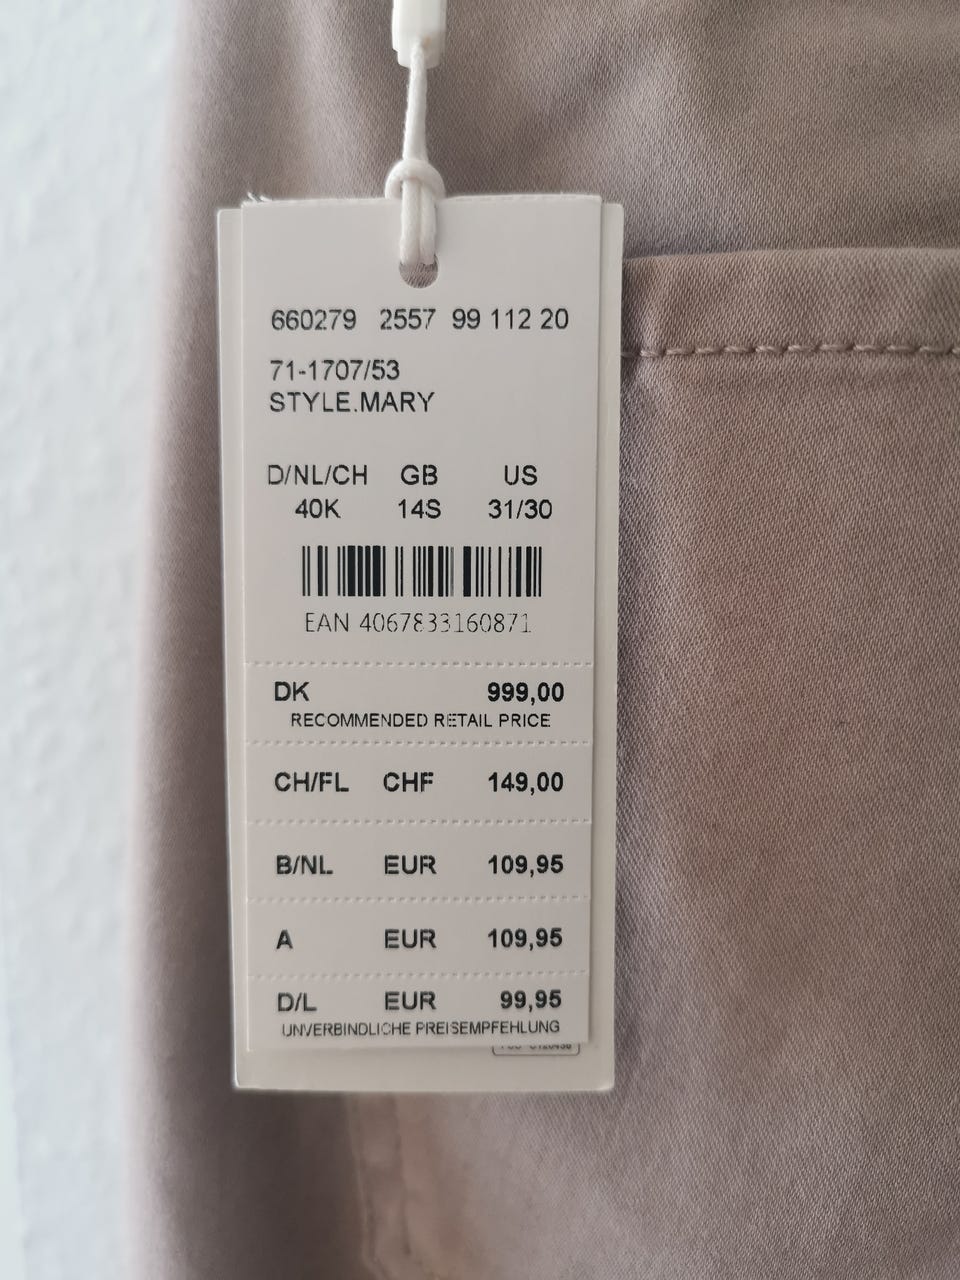 660279 2557 99 112 20
71-1707/53
STYLE.MARY
D/NL/CH GB US
40K 14S 31/30
EAN 4067833160871
DK 999,00
RECOMMENDED RETAIL PRICE
CH/FL CHF 149,00
B/NL EUR 109,95
A EUR 109,95
D/L EUR 99,95
UNVERBINDLICHE PREISEMPFEHLUNG